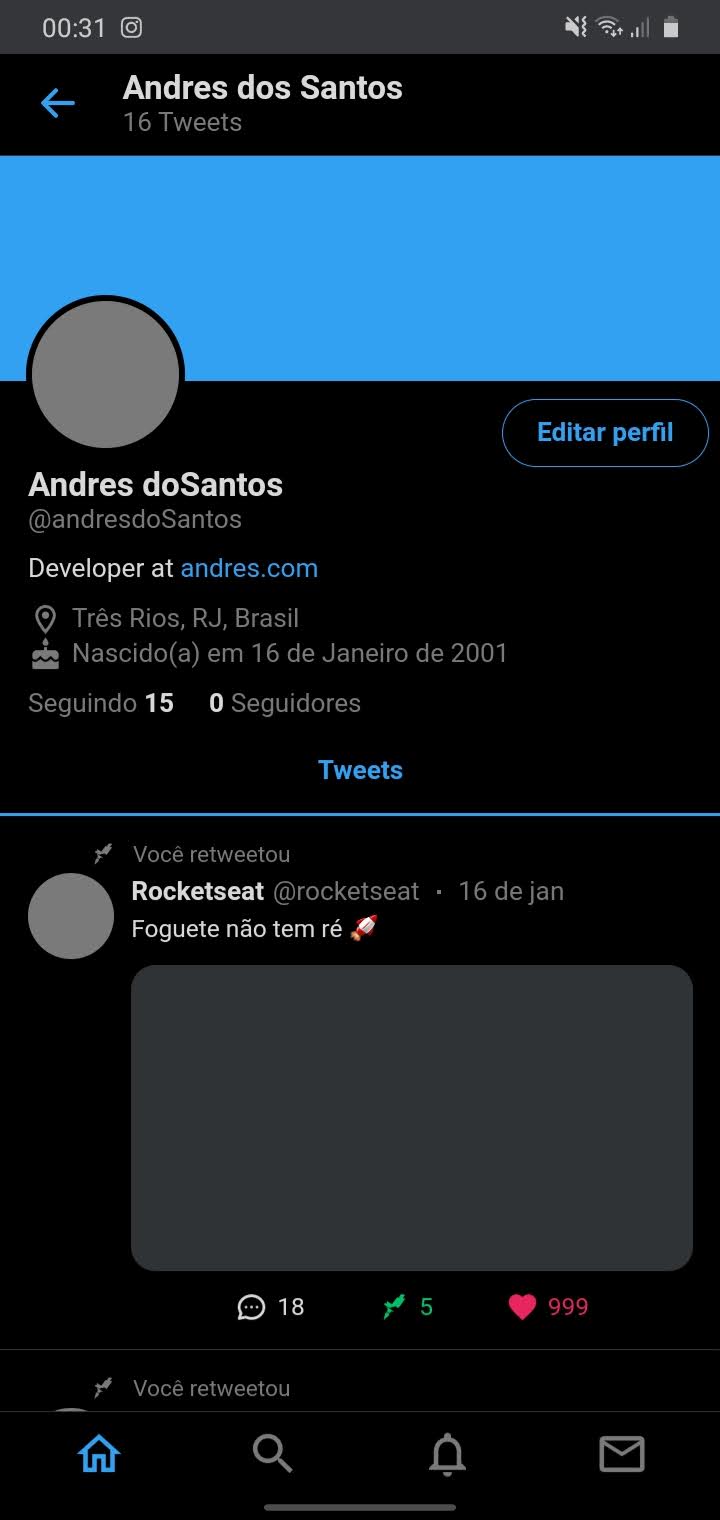 00:31
Andres dos Santos
16 Tweets
Editar perfil
Andres doSantos
@andresdoSantos
Developer at andres.com
Três Rios, RJ, Brasil
Nascido(a) em 16 de Janeiro de 2001
Seguindo 15 0 Seguidores
Tweets
Você retweetou
Rocketseat @rocketseat · 16 de jan
Foguete não tem ré 🚀
18 5 999
Você retweetou